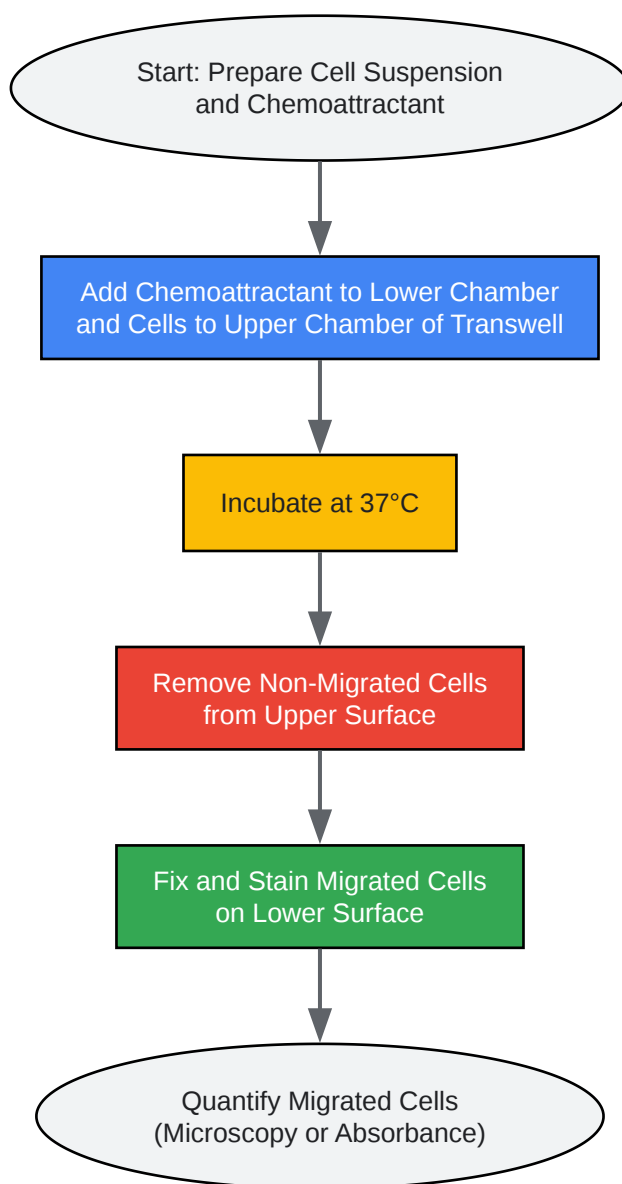 Start: Prepare Cell Suspension
and Chemoattractant
Add Chemoattractant to Lower Chamber
and Cells to Upper Chamber of Transwell
Incubate at 37°C
Remove Non-Migrated Cells
from Upper Surface
Fix and Stain Migrated Cells
on Lower Surface
Quantify Migrated Cells
(Microscopy or Absorbance)